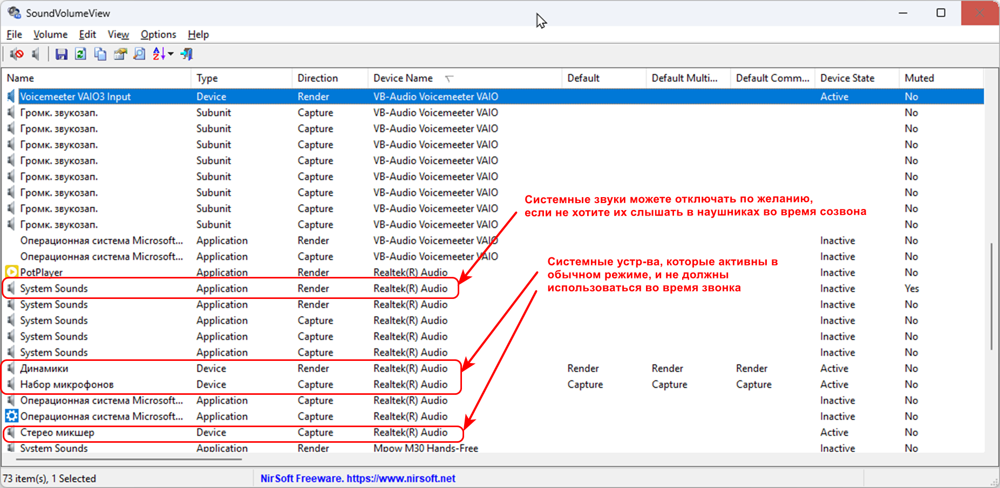 SoundVolumeView
File Volume Edit View Options Help
Name Type Direction Device Name Default Default Multi... Default Comm... Device State Muted
Voicemeeter VAIO3 Input Device Render VB-Audio Voicemeeter VAIO Active No
Громк. звукозап. Subunit Capture VB-Audio Voicemeeter VAIO No
Громк. звукозап. Subunit Capture VB-Audio Voicemeeter VAIO No
Громк. звукозап. Subunit Capture VB-Audio Voicemeeter VAIO No
Громк. звукозап. Subunit Capture VB-Audio Voicemeeter VAIO No
Громк. звукозап. Subunit Capture VB-Audio Voicemeeter VAIO No
Громк. звукозап. Subunit Capture VB-Audio Voicemeeter VAIO No
Громк. звукозап. Subunit Capture VB-Audio Voicemeeter VAIO No
Громк. звукозап. Subunit Capture VB-Audio Voicemeeter VAIO No
Системные звуки можете отключать по желанию,
если не хотите их слышать в наушниках во время созвона
Операционная система Microsoft... Application Render VB-Audio Voicemeeter VAIO Inactive No
Операционная система Microsoft... Application Capture VB-Audio Voicemeeter VAIO Inactive No
PotPlayer Application Render Realtek(R) Audio Inactive No
System Sounds Application Render Realtek(R) Audio Inactive Yes
Системные устр-ва, которые активны в
обычном режиме, и не должны
использоваться во время звонка
System Sounds Application Render Realtek(R) Audio Inactive No
System Sounds Application Capture Realtek(R) Audio Inactive No
System Sounds Application Capture Realtek(R) Audio Inactive No
System Sounds Application Capture Realtek(R) Audio Inactive No
Динамики Device Render Realtek(R) Audio Render Render Render Active No
Набор микрофонов Device Capture Realtek(R) Audio Capture Capture Capture Active No
Операционная система Microsoft... Application Capture Realtek(R) Audio Inactive No
Операционная система Microsoft... Application Capture Realtek(R) Audio Inactive No
Стерео микшер Device Capture Realtek(R) Audio Active No
System Sounds Application Render Mpow M30 Hands-Free Inactive No
73 item(s), 1 Selected NirSoft Freeware. https://www.nirsoft.net